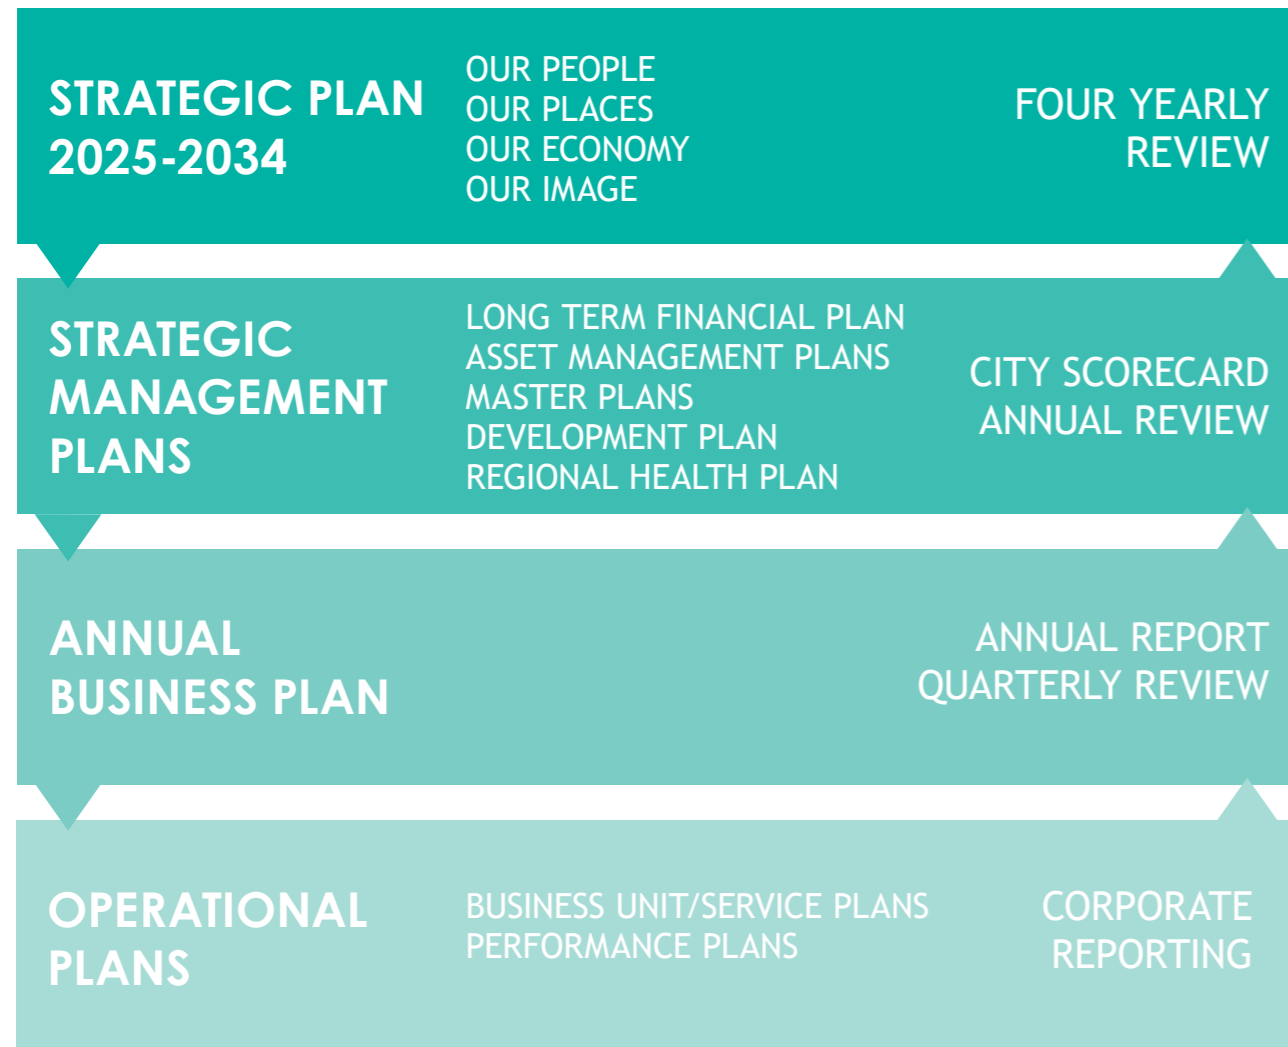 STRATEGIC PLAN
2025-2034
OUR PEOPLE
OUR PLACES
OUR ECONOMY
OUR IMAGE
FOUR YEARLY
REVIEW
STRATEGIC
MANAGEMENT
PLANS
LONG TERM FINANCIAL PLAN
ASSET MANAGEMENT PLANS
MASTER PLANS
DEVELOPMENT PLAN
REGIONAL HEALTH PLAN
CITY SCORECARD
ANNUAL REVIEW
ANNUAL
BUSINESS PLAN
ANNUAL REPORT
QUARTERLY REVIEW
OPERATIONAL
PLANS
BUSINESS UNIT/SERVICE PLANS
PERFORMANCE PLANS
CORPORATE
REPORTING